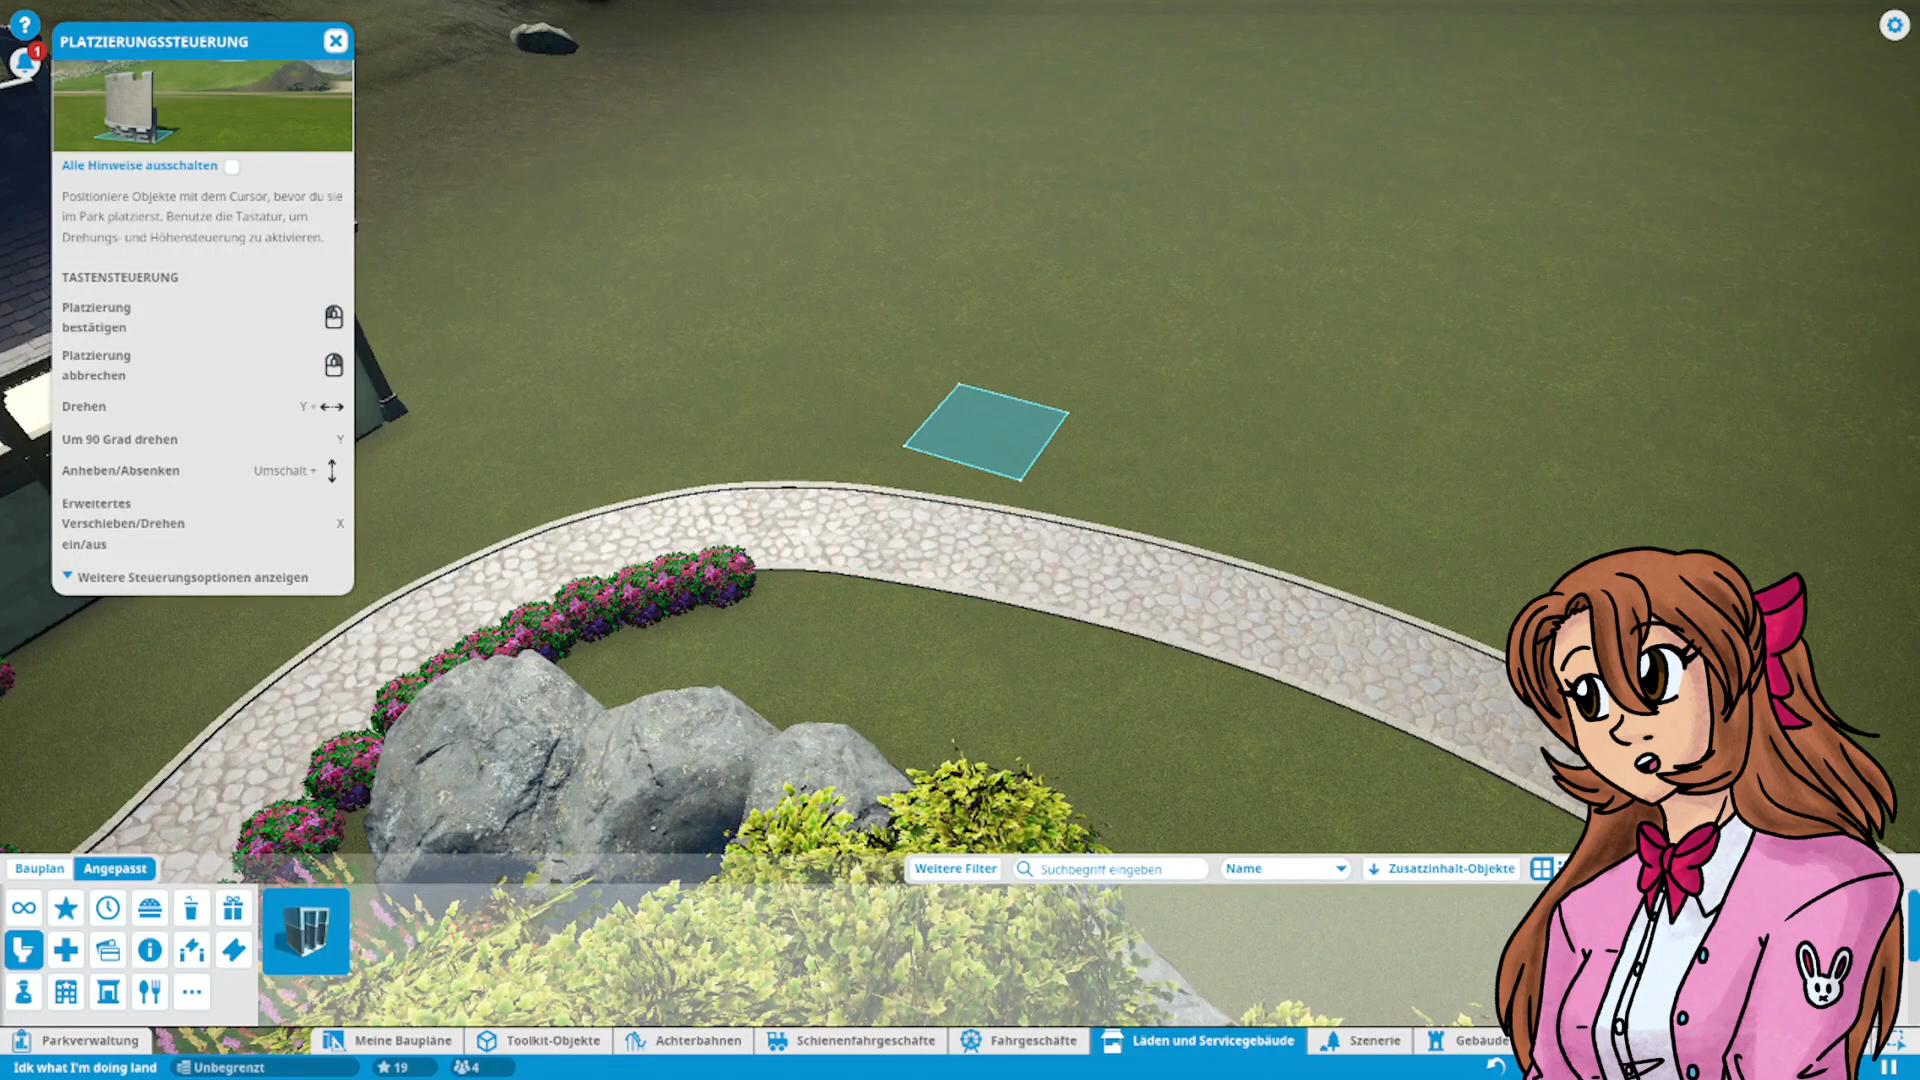 ?
1
PLATZIERUNGSSTEUERUNG
Alle Hinweise ausschalten
Positioniere Objekte mit dem Cursor, bevor du sie
im Park platzierst. Benutze die Tastatur, um
Drehungs- und Höhensteuerung zu aktivieren.
TASTENSTEUERUNG
Platzierung
bestätigen
Platzierung
abbrechen
Drehen Y +
Um 90 Grad drehen Y
Anheben/Absenken Umschalt +
Erweitertes
Verschieben/Drehen X
ein/aus
Weitere Steuerungsoptionen anzeigen
Bauplan Angepasst
Weitere Filter Suchbegriff eingeben Name Zusatzinhalt-Objekte
Parkverwaltung Meine Baupläne Toolkit-Objekte Achterbahnen Schienenfahrgeschäfte Fahrgeschäfte Läden und Servicegebäude Szenerie Gebäude
Idk what I'm doing land Unbegrenzt 19 4